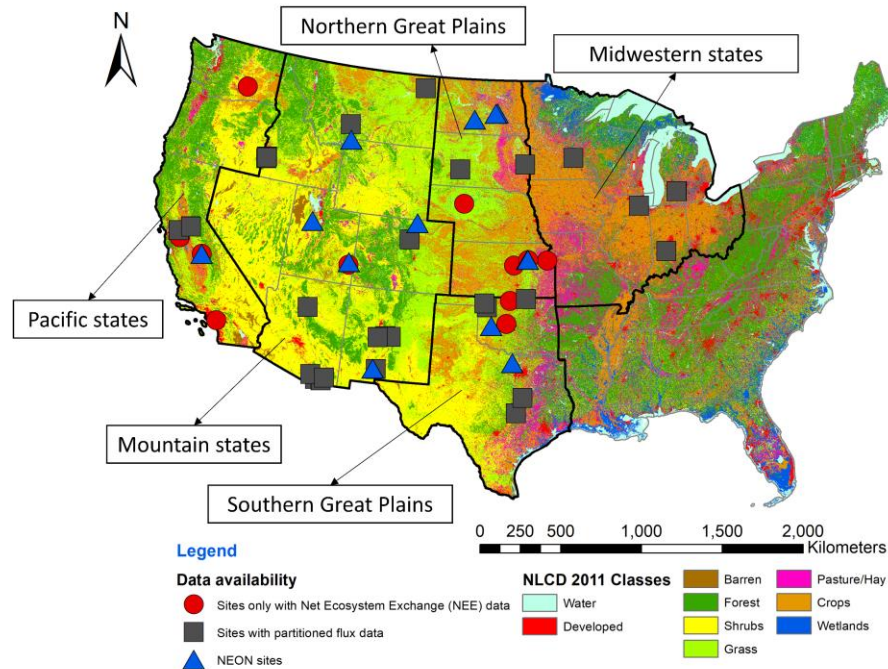 N
Northern Great Plains
Midwestern states
Pacific states
Mountain states
Southern Great Plains
0 250 500 1,000 1,500 2,000
Kilometers
Legend
Data availability
Sites only with Net Ecosystem Exchange (NEE) data
Sites with partitioned flux data
NEON sites
NLCD 2011 Classes
Water
Developed
Barren
Forest
Shrubs
Grass
Pasture/Hay
Crops
Wetlands